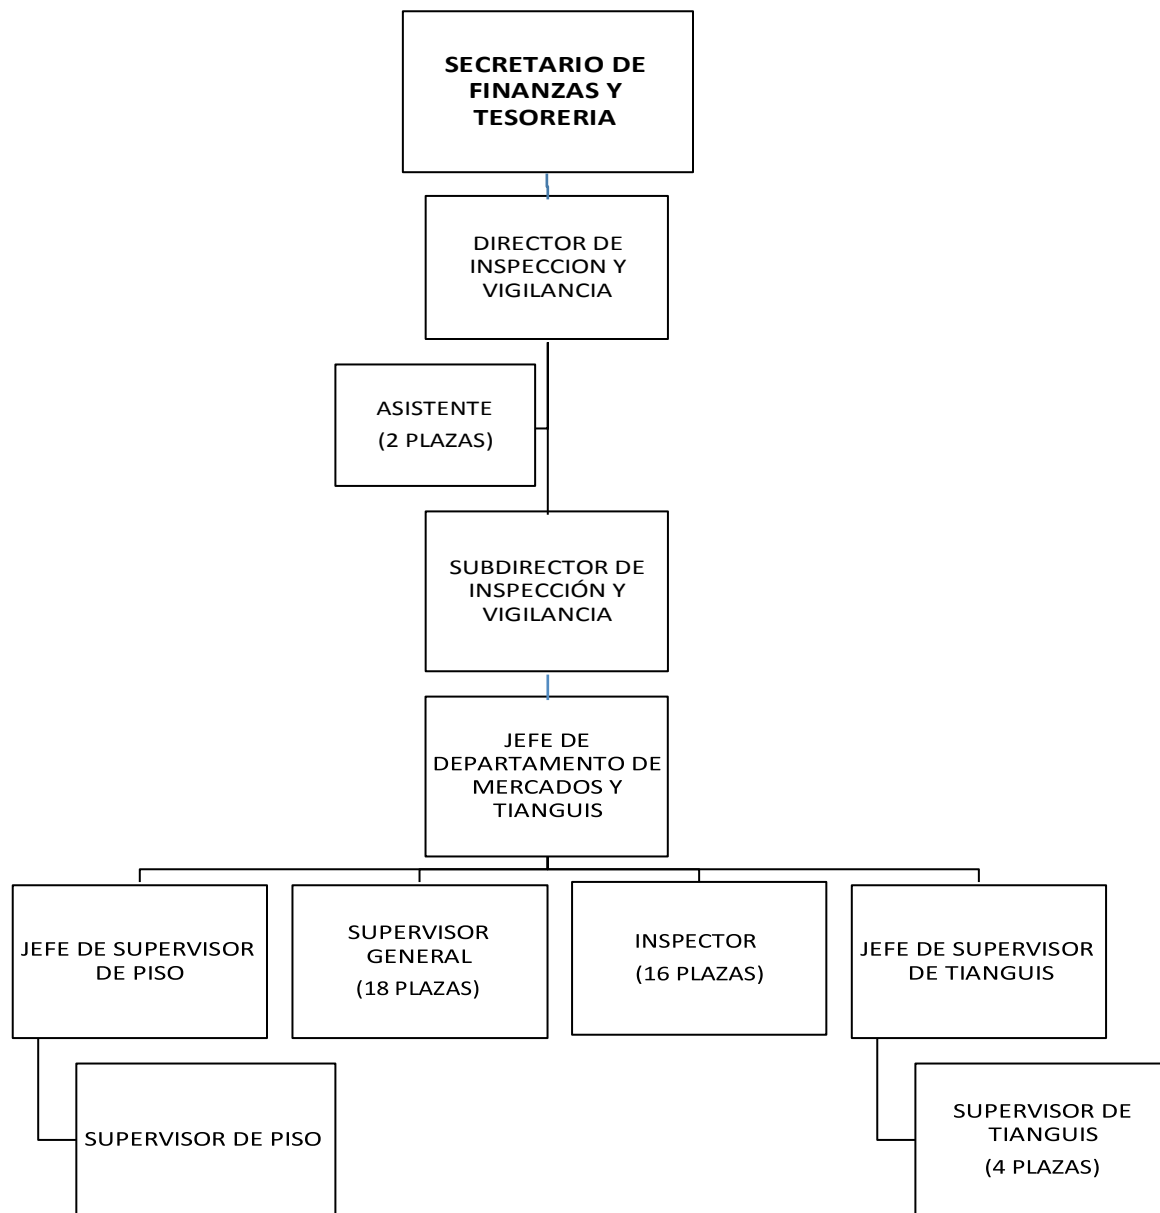 SECRETARIO DE
FINANZAS Y
TESORERIA
DIRECTOR DE
INSPECCION Y
VIGILANCIA
ASISTENTE
(2 PLAZAS)
SUBDIRECTOR DE
INSPECCIÓN Y
VIGILANCIA
JEFE DE
DEPARTAMENTO DE
MERCADOS Y
TIANGUIS
JEFE DE SUPERVISOR
DE PISO
SUPERVISOR
GENERAL
(18 PLAZAS)
INSPECTOR
(16 PLAZAS)
JEFE DE SUPERVISOR
DE TIANGUIS
SUPERVISOR DE PISO
SUPERVISOR DE
TIANGUIS
(4 PLAZAS)